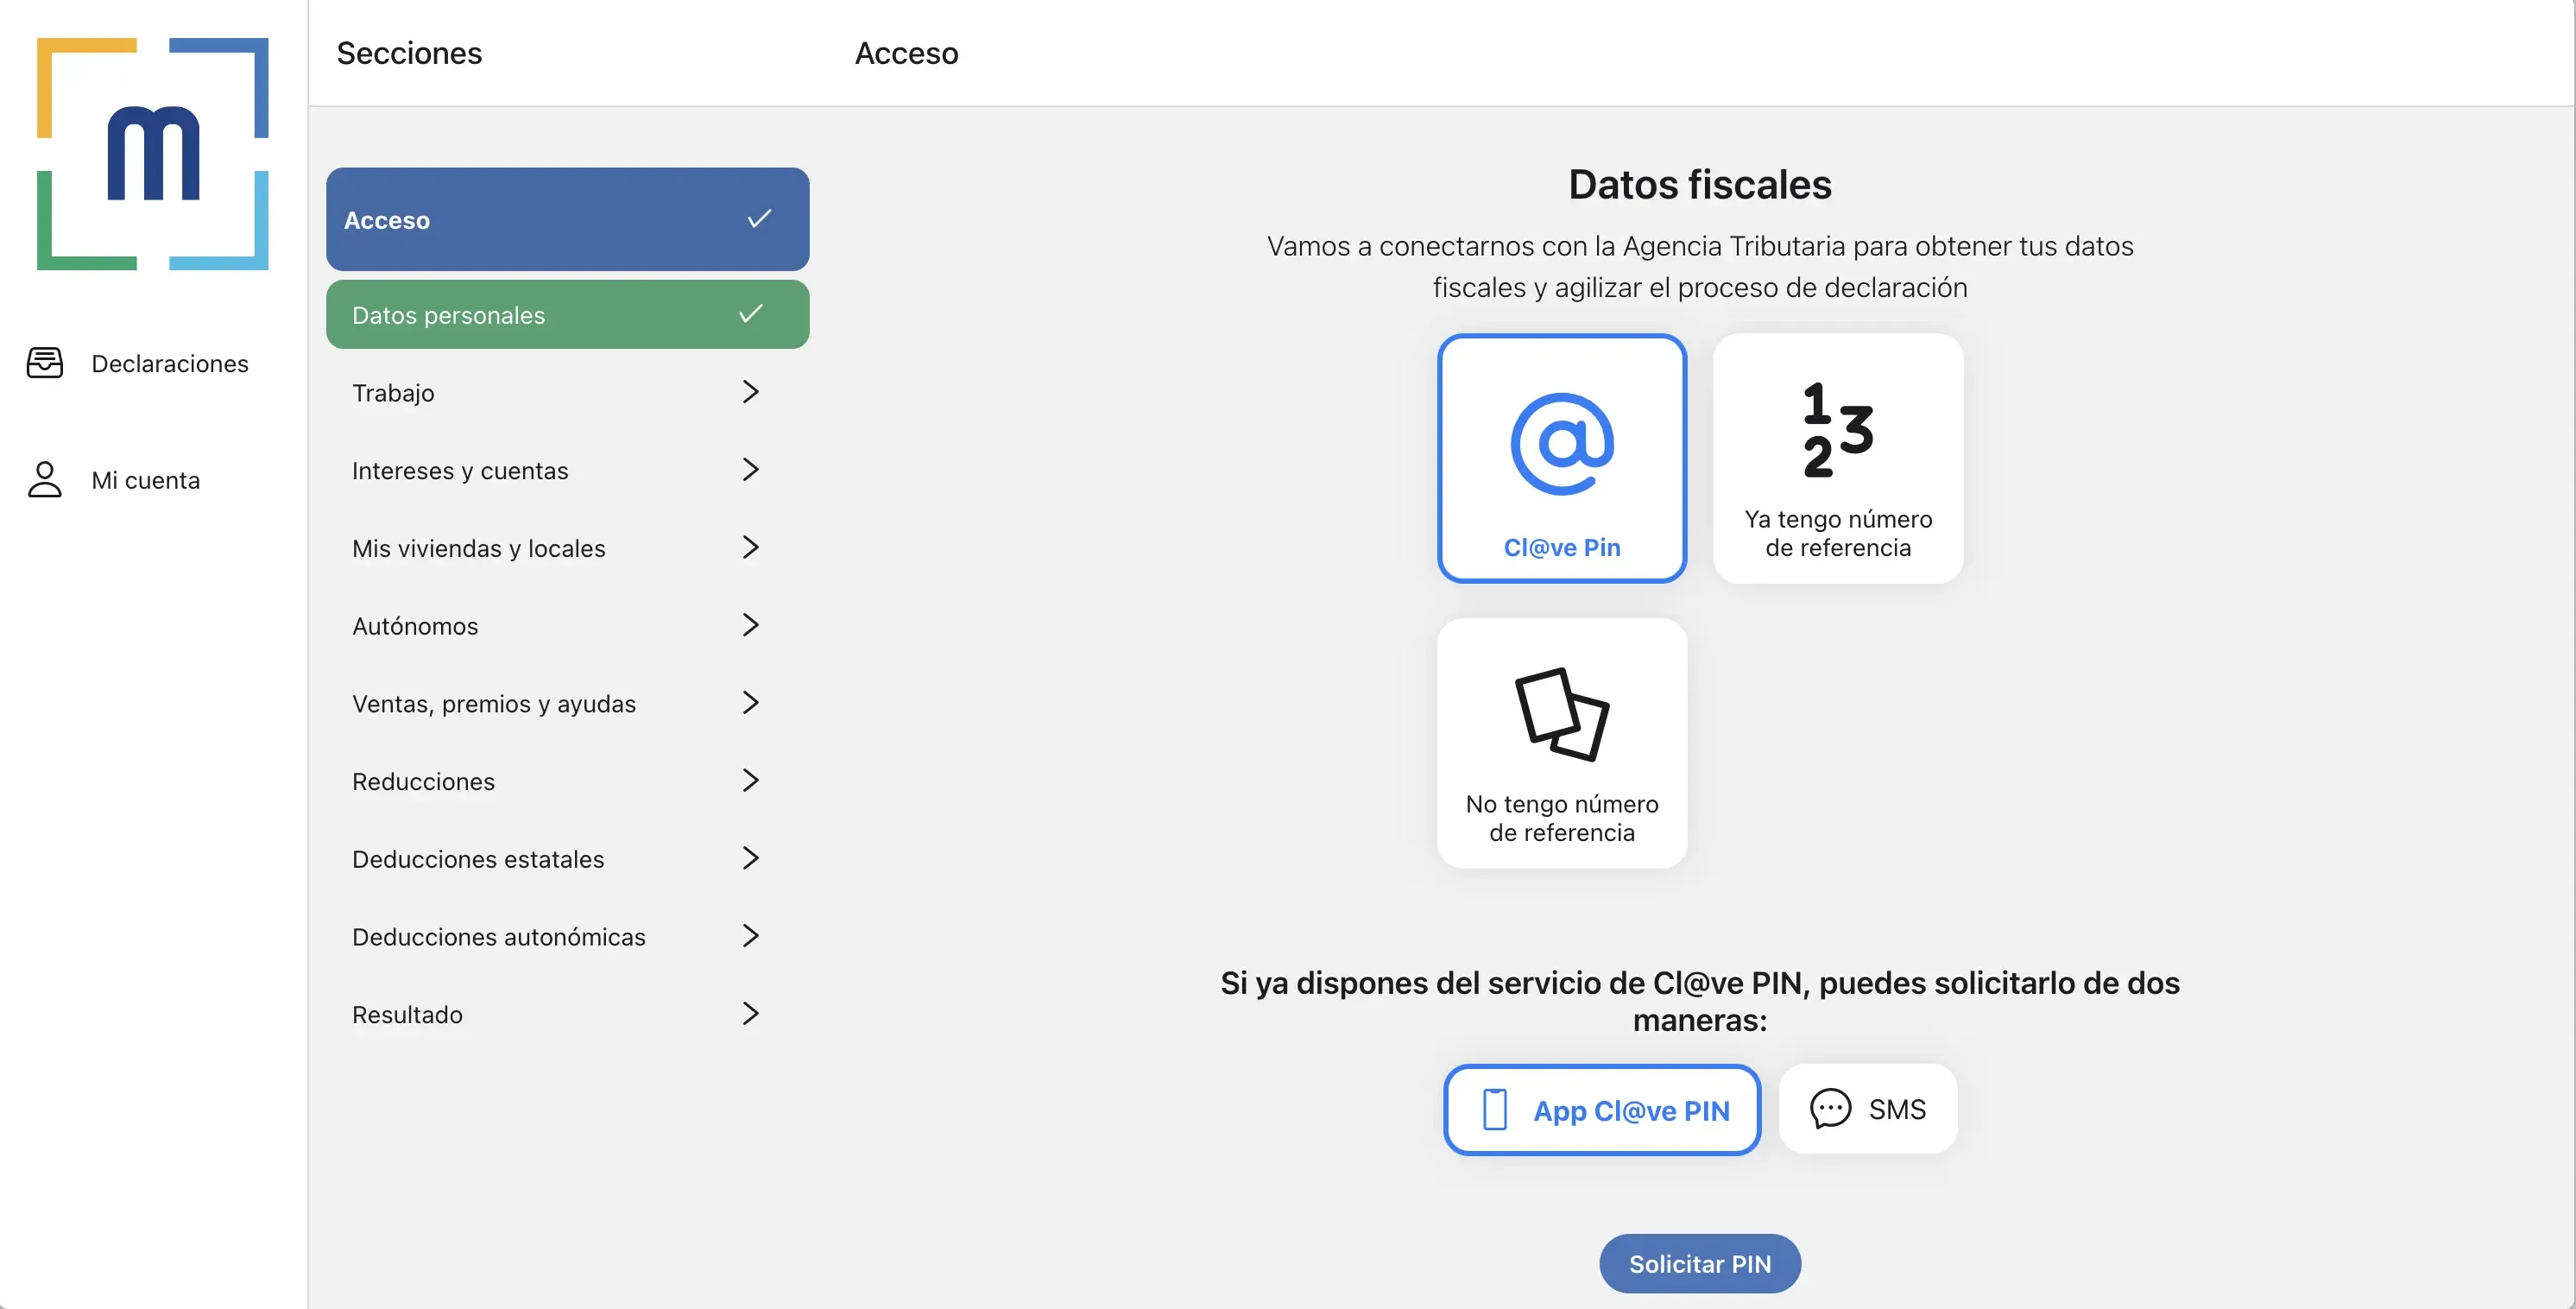 m
Declaraciones
Mi cuenta
Secciones
Acceso
Acceso
Datos personales
Trabajo
Intereses y cuentas
Mis viviendas y locales
Autónomos
Ventas, premios y ayudas
Reducciones
Deducciones estatales
Deducciones autonómicas
Resultado
Datos fiscales
Vamos a conectarnos con la Agencia Tributaria para obtener tus datos
fiscales y agilizar el proceso de declaración
@
Cl@ve Pin
1
2
3
Ya tengo número
de referencia
No tengo número
de referencia
Si ya dispones del servicio de Cl@ve PIN, puedes solicitarlo de dos
maneras:
App Cl@ve PIN
SMS
Solicitar PIN